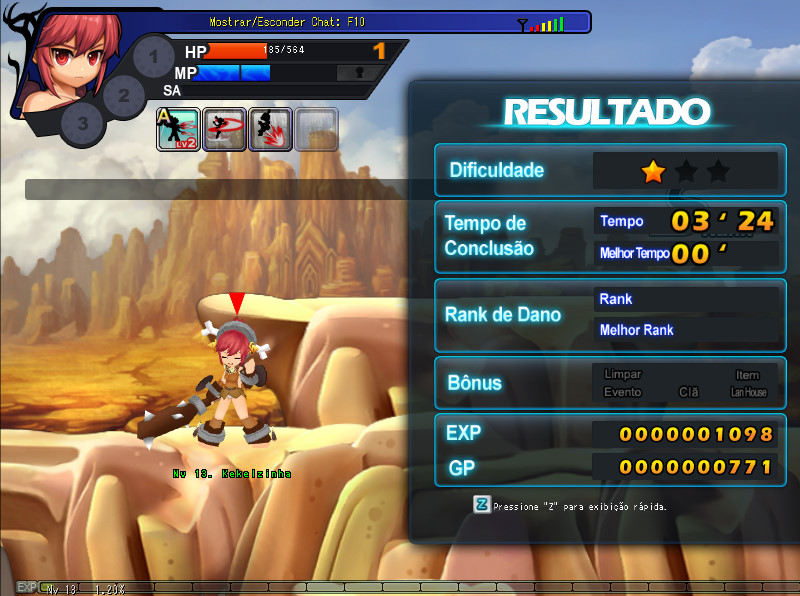 Mostrar/Esconder Chat: F10
HP 185/564 1
MP
SA
1
2
3
A
LV2
RESULTADO
Dificuldade
Tempo de Conclusão
Tempo 03 ' 24
Melhor Tempo 00 '
Rank de Dano
Rank
Melhor Rank
Bônus
Limpar Item
Evento Clã Lan House
EXP 0000001098
GP 0000000771
Z Pressione "Z" para exibição rápida.
Nv 13. Kekelzinha
EXP Nv 13 1.20%